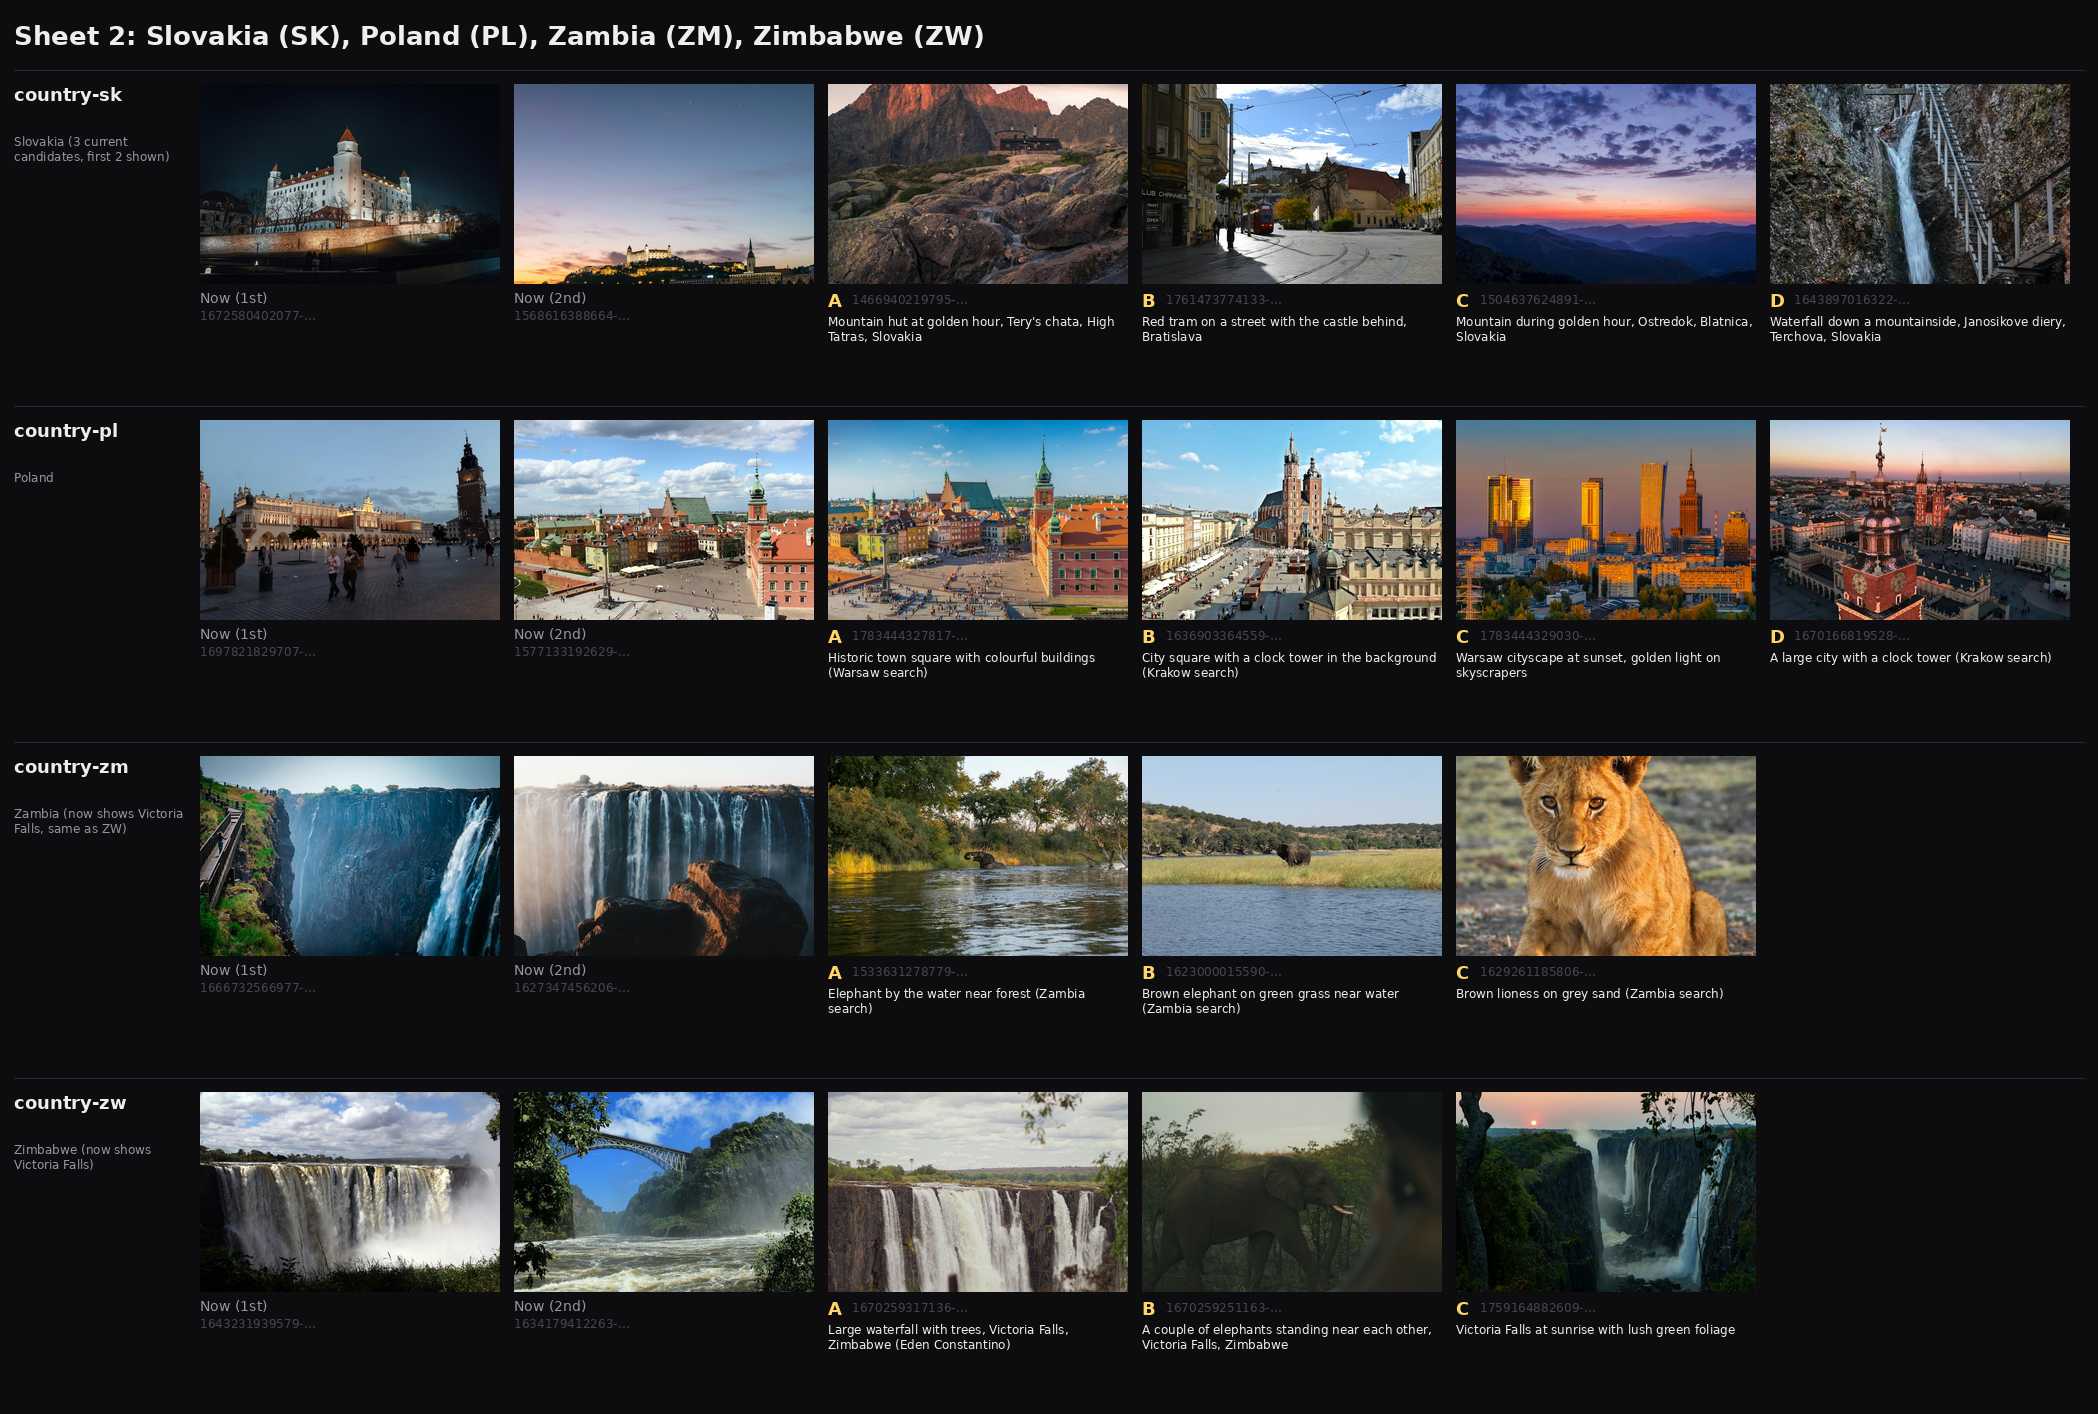 Sheet 2: Slovakia (SK), Poland (PL), Zambia (ZM), Zimbabwe (ZW)
country-sk
Slovakia (3 current
candidates, first 2 shown)
Now (1st)
1672580402077-...
Now (2nd)
1568616388664-...
A 1466940219795-...
Mountain hut at golden hour, Tery's chata, High
Tatras, Slovakia
B 1761473774133-...
Red tram on a street with the castle behind,
Bratislava
C 1504637624891-...
Mountain during golden hour, Ostredok, Blatnica,
Slovakia
D 1643897016322-...
Waterfall down a mountainside, Janosikove diery,
Terchova, Slovakia
country-pl
Poland
Now (1st)
1697821829707-...
Now (2nd)
1577133192629-...
A 1783444327817-...
Historic town square with colourful buildings
(Warsaw search)
B 1636903364559-...
City square with a clock tower in the background
(Krakow search)
C 1783444329030-...
Warsaw cityscape at sunset, golden light on
skyscrapers
D 1670166819528-...
A large city with a clock tower (Krakow search)
country-zm
Zambia (now shows Victoria
Falls, same as ZW)
Now (1st)
1666732566977-...
Now (2nd)
1627347456206-...
A 1533631278779-...
Elephant by the water near forest (Zambia
search)
B 1623000015590-...
Brown elephant on green grass near water
(Zambia search)
C 1629261185806-...
Brown lioness on grey sand (Zambia search)
country-zw
Zimbabwe (now shows
Victoria Falls)
Now (1st)
1643231939579-...
Now (2nd)
1634179412263-...
A 1670259317136-...
Large waterfall with trees, Victoria Falls,
Zimbabwe (Eden Constantino)
B 1670259251163-...
A couple of elephants standing near each other,
Victoria Falls, Zimbabwe
C 1759164882609-...
Victoria Falls at sunrise with lush green foliage